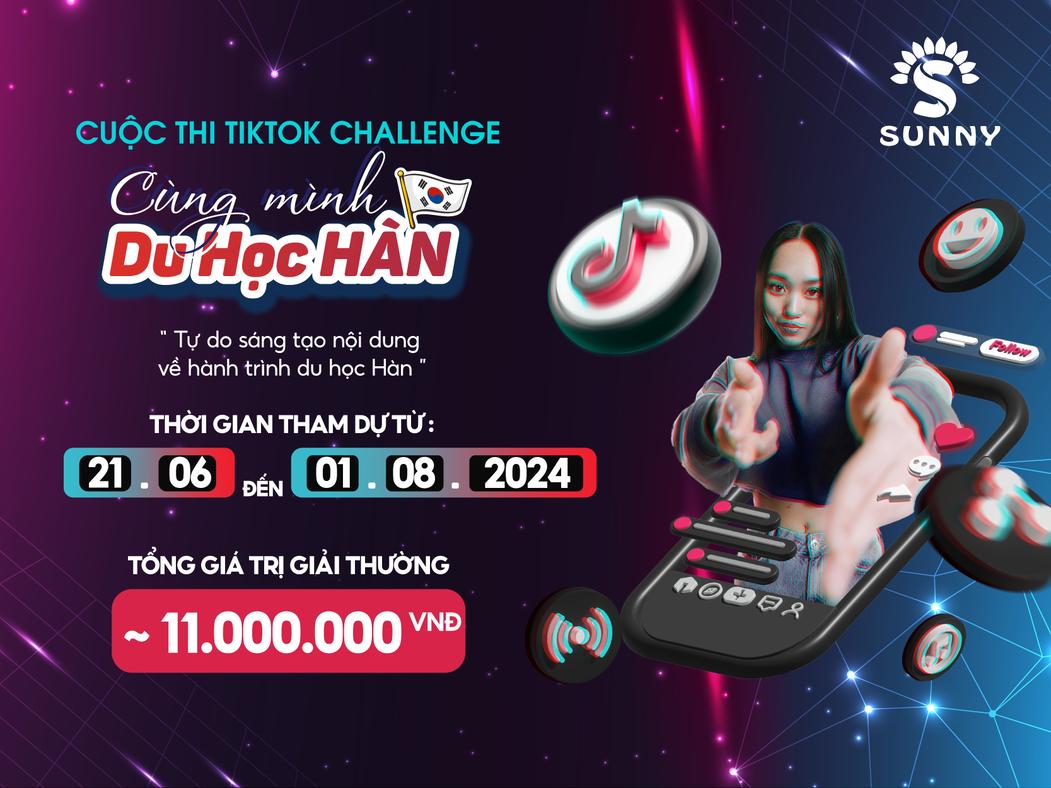 SUNNY
CUỘC THI TIKTOK CHALLENGE
Cùng mình
Du Học HÀN
" Tự do sáng tạo nội dung
về hành trình du học Hàn "
THỜI GIAN THAM DỰ TỪ :
21 . 06 ĐẾN 01 . 08 . 2024
TỔNG GIÁ TRỊ GIẢI THƯỜNG
~ 11.000.000 VNĐ
Follow